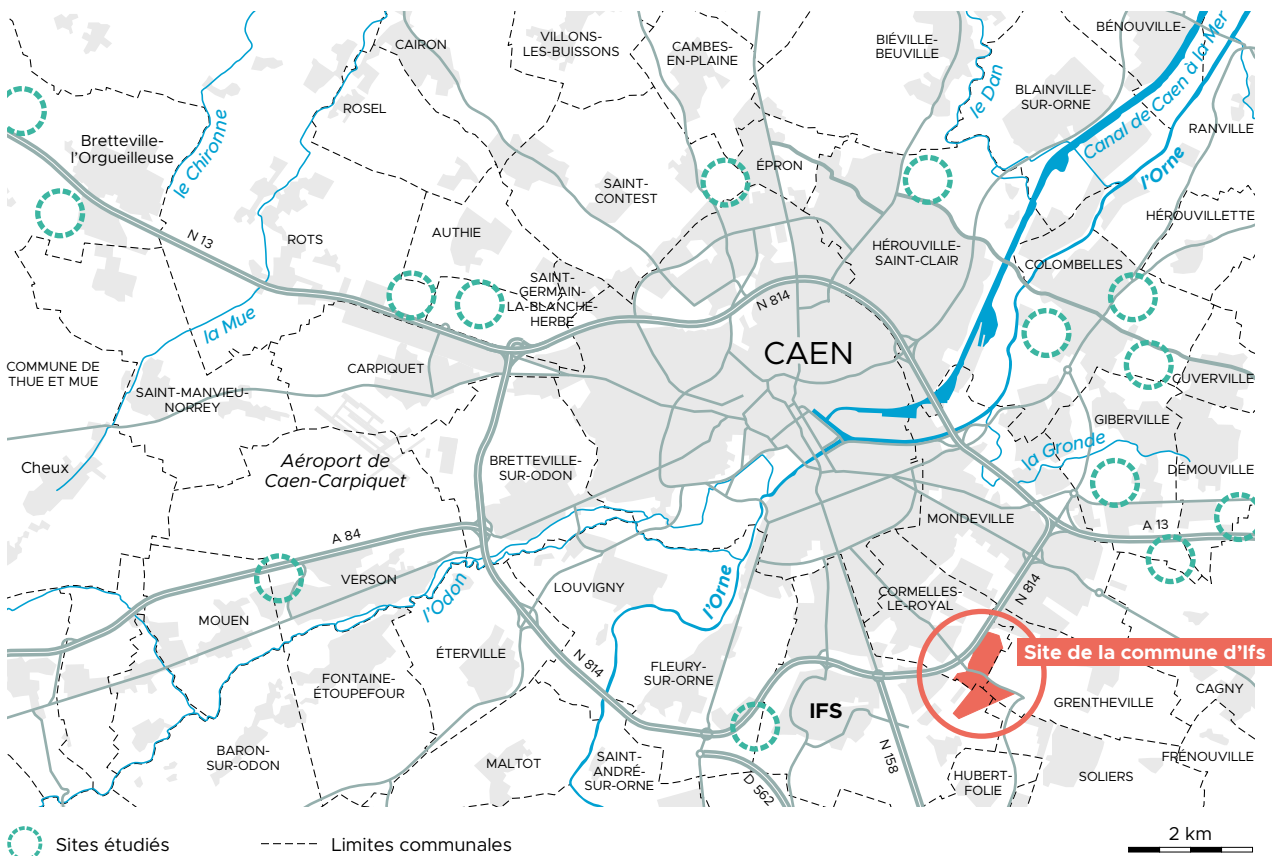 CAIRON
VILLONS-
LES-BUISSONS
CAMBES-
EN-PLAINE
BIÉVILLE-
BEUVILLE
BÉNOUVILLE-
le Dan
BLAINVILLE-
SUR-ORNE
Canal de Caen à la Mer
RANVILLE
ROSEL
Bretteville-
l'Orgueilleuse
le Chironne
ÉPRON
l'Orne
SAINT-
CONTEST
HÉROUVILLETTE
N 13
ROTS
AUTHIE
HÉROUVILLE-
SAINT-CLAIR
COLOMBELLES
SAINT-
GERMAIN-
LA-BLANCHE-
HERBE
N 814
la Mue
CAEN
COMMUNE DE
THUE ET MUE
CARPIQUET
SAINT-MANVIEU-
NORREY
CUVERVILLE
GIBERVILLE
la Gronde
Cheux
Aéroport de
Caen-Carpiquet
BRETTEVILLE-
SUR-ODON
DÉMOUVILLE
MONDEVILLE
A 13
A 84
VERSON
l'Odon
LOUVIGNY
l'Orne
CORMELLES-
LE-ROYAL
N 814
MOUEN
ÉTERVILLE
N 814
FLEURY-
SUR-ORNE
Site de la commune d'Ifs
FONTAINE-
ÉTOUPEFOUR
IFS
GRENTHEVILLE
CAGNY
BARON-
SUR-ODON
MALTOT
SAINT-
ANDRÉ-
SUR-ORNE
D 562
N 158
HUBERT-
FOLIE
SOLIERS
FRÉNOUVILLE
Sites étudiés
Limites communales
2 km